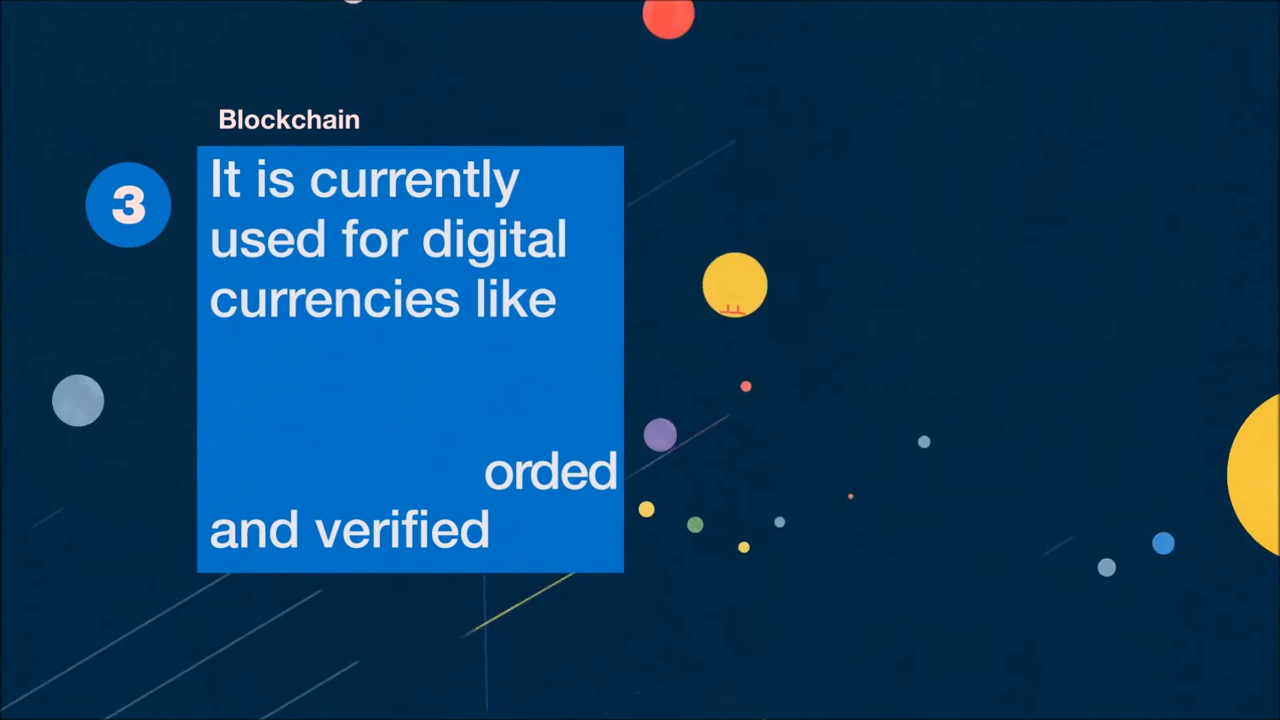 Blockchain
3
It is currently
used for digital
currencies like
orded
and verified